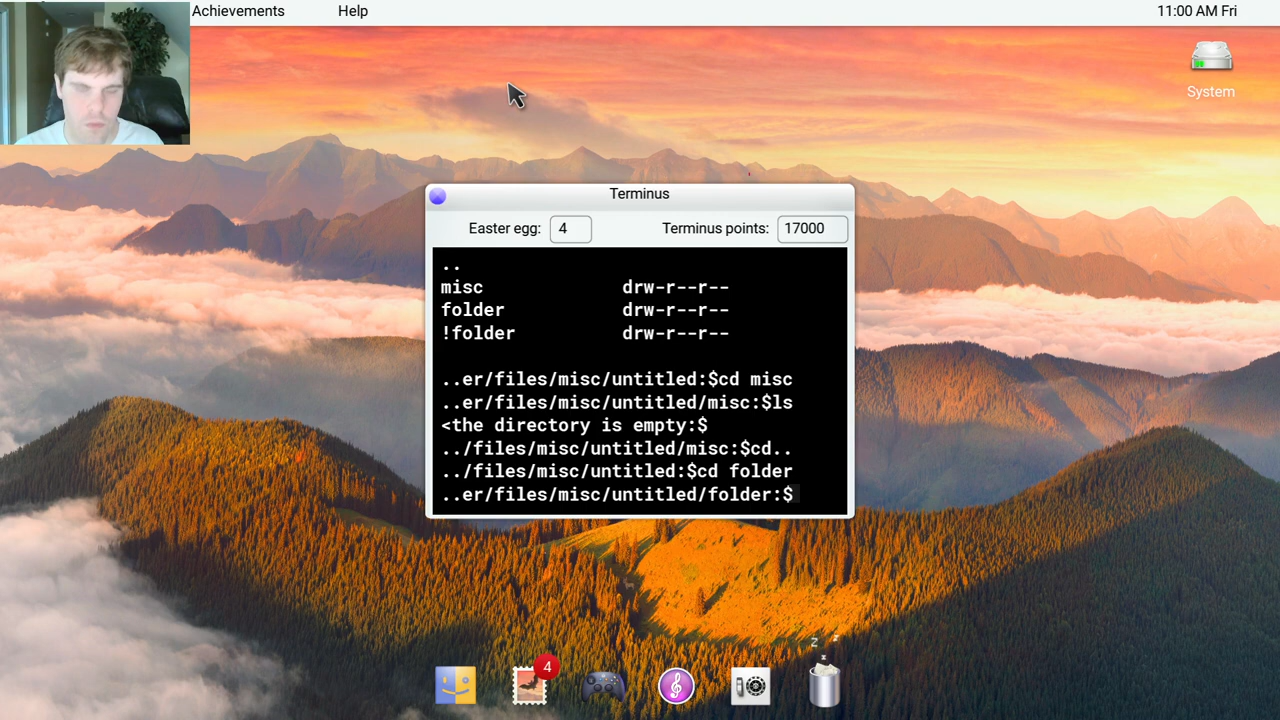 Achievements Help 11:00 AM Fri
System
Terminus
Easter egg: 4 Terminus points: 17000
..
misc drw-r--r--
folder drw-r--r--
!folder drw-r--r--
..er/files/misc/untitled:$cd misc
..er/files/misc/untitled/misc:$ls
<the directory is empty:$
../files/misc/untitled/misc:$cd..
../files/misc/untitled:$cd folder
..er/files/misc/untitled/folder:$
4
z z
z